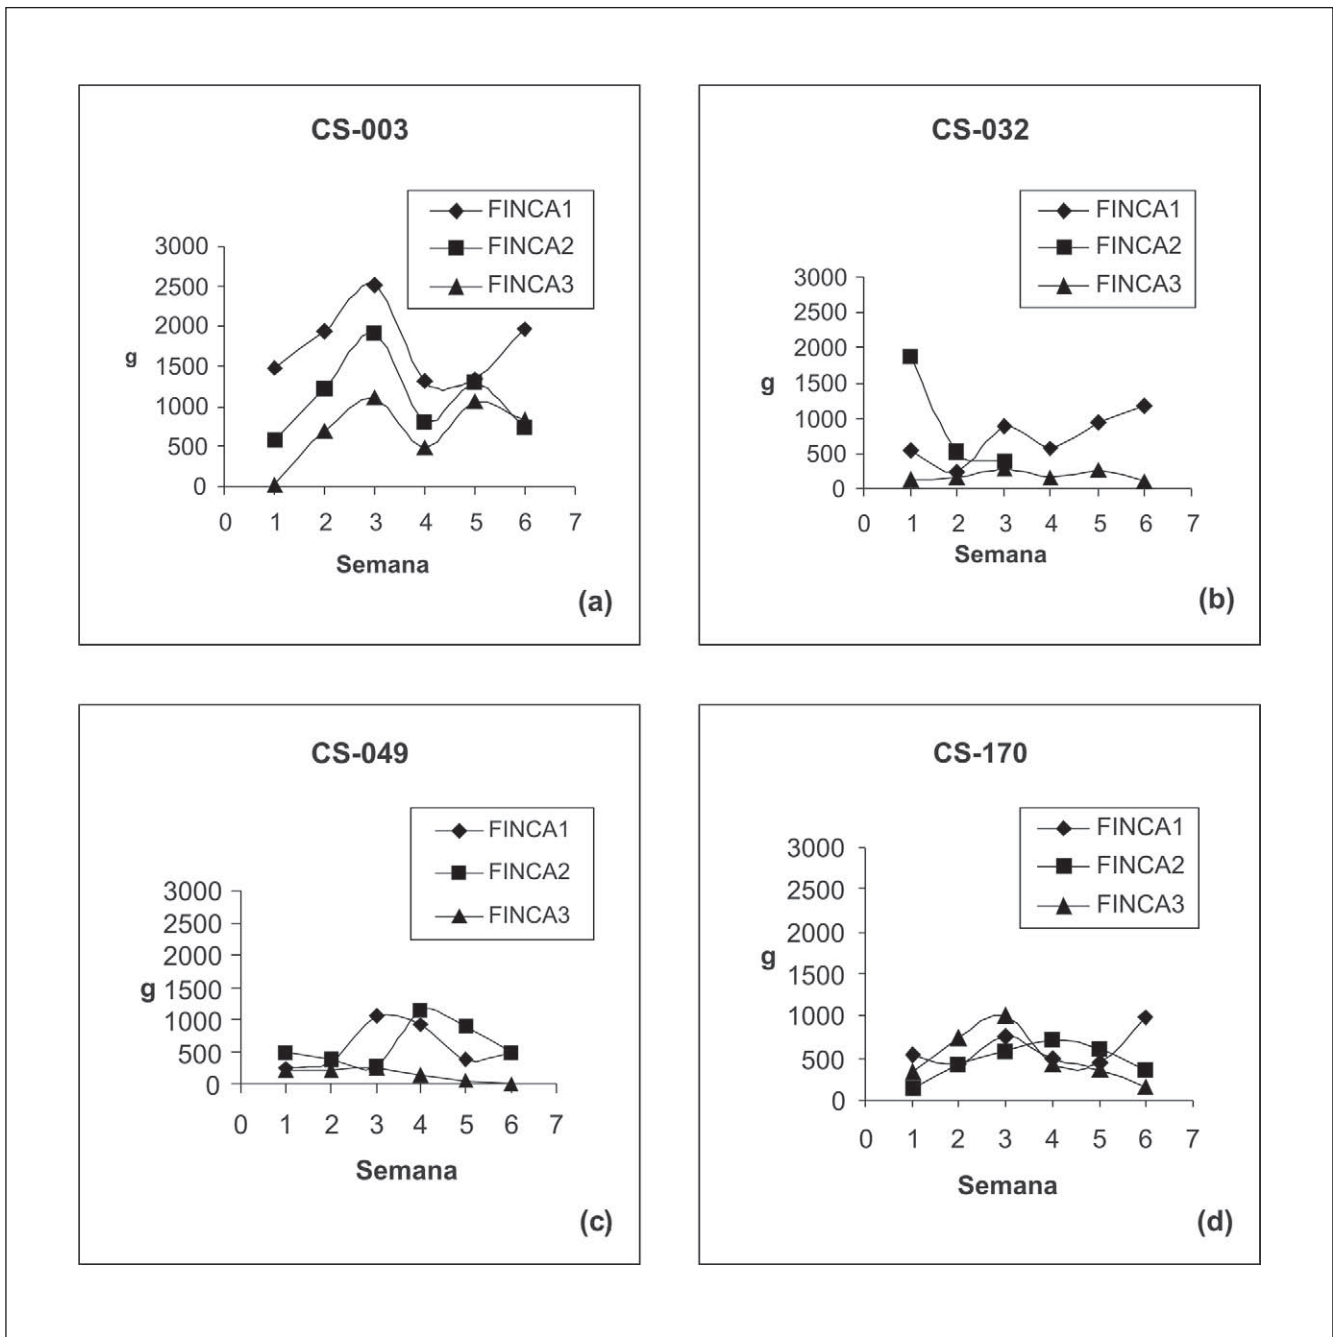 CS-003
FINCA1
FINCA2
FINCA3
3000
2500
2000
1500
1000
500
0
g
0 1 2 3 4 5 6 7
Semana
(a)
CS-032
FINCA1
FINCA2
FINCA3
3000
2500
2000
1500
1000
500
0
g
0 1 2 3 4 5 6 7
Semana
(b)
CS-049
FINCA1
FINCA2
FINCA3
3000
2500
2000
1500
1000
500
0
g
0 1 2 3 4 5 6 7
Semana
(c)
CS-170
FINCA1
FINCA2
FINCA3
3000
2500
2000
1500
1000
500
0
g
0 1 2 3 4 5 6 7
Semana
(d)